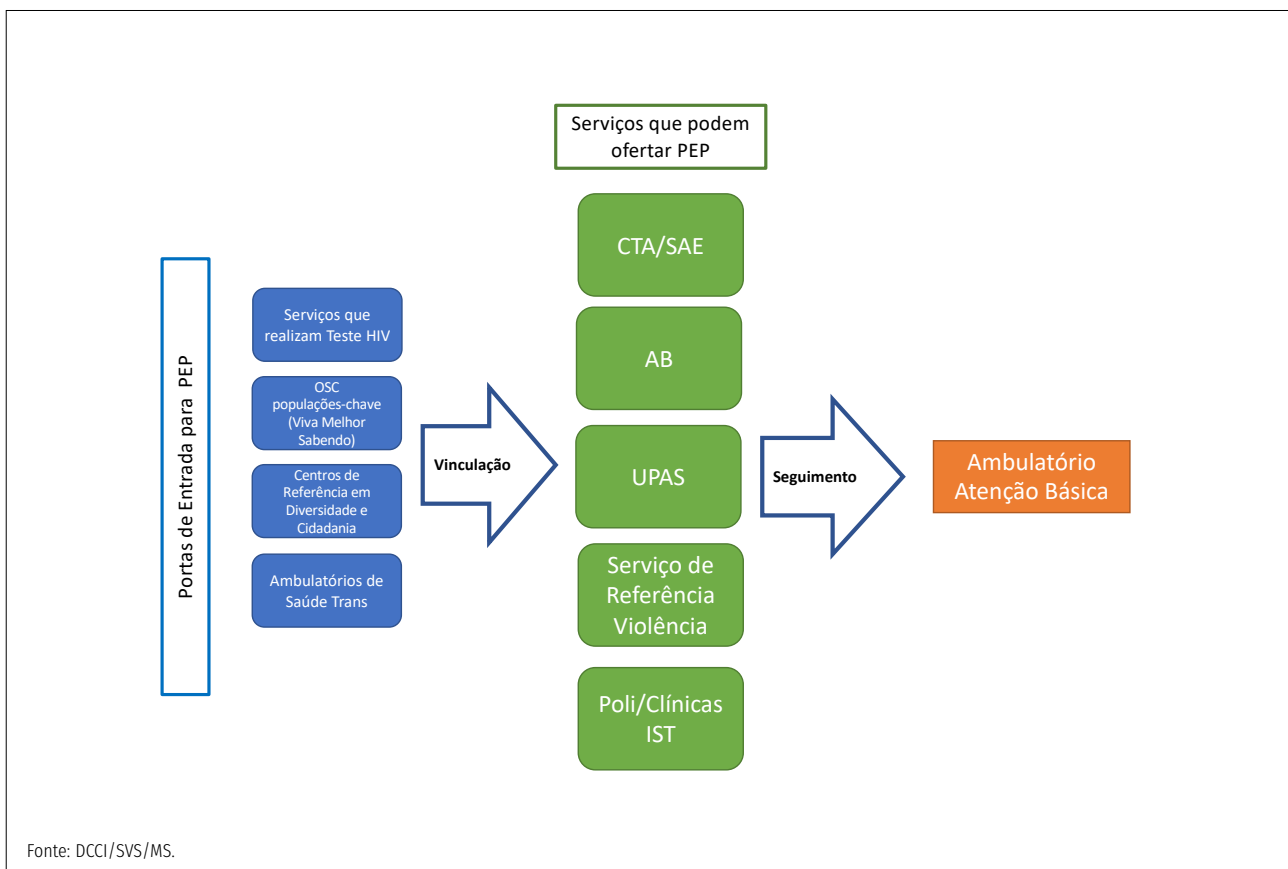 Serviços que podem
ofertar PEP
Portas de Entrada para PEP
Serviços que
realizam Teste HIV
OSC
populações-chave
(Viva Melhor
Sabendo)
Centros de
Referência em
Diversidade e
Cidadania
Ambulatórios de
Saúde Trans
Vinculação
CTA/SAE
AB
UPAS
Serviço de
Referência
Violência
Poli/Clínicas
IST
Seguimento
Ambulatório
Atenção Básica
Fonte: DCCI/SVS/MS.